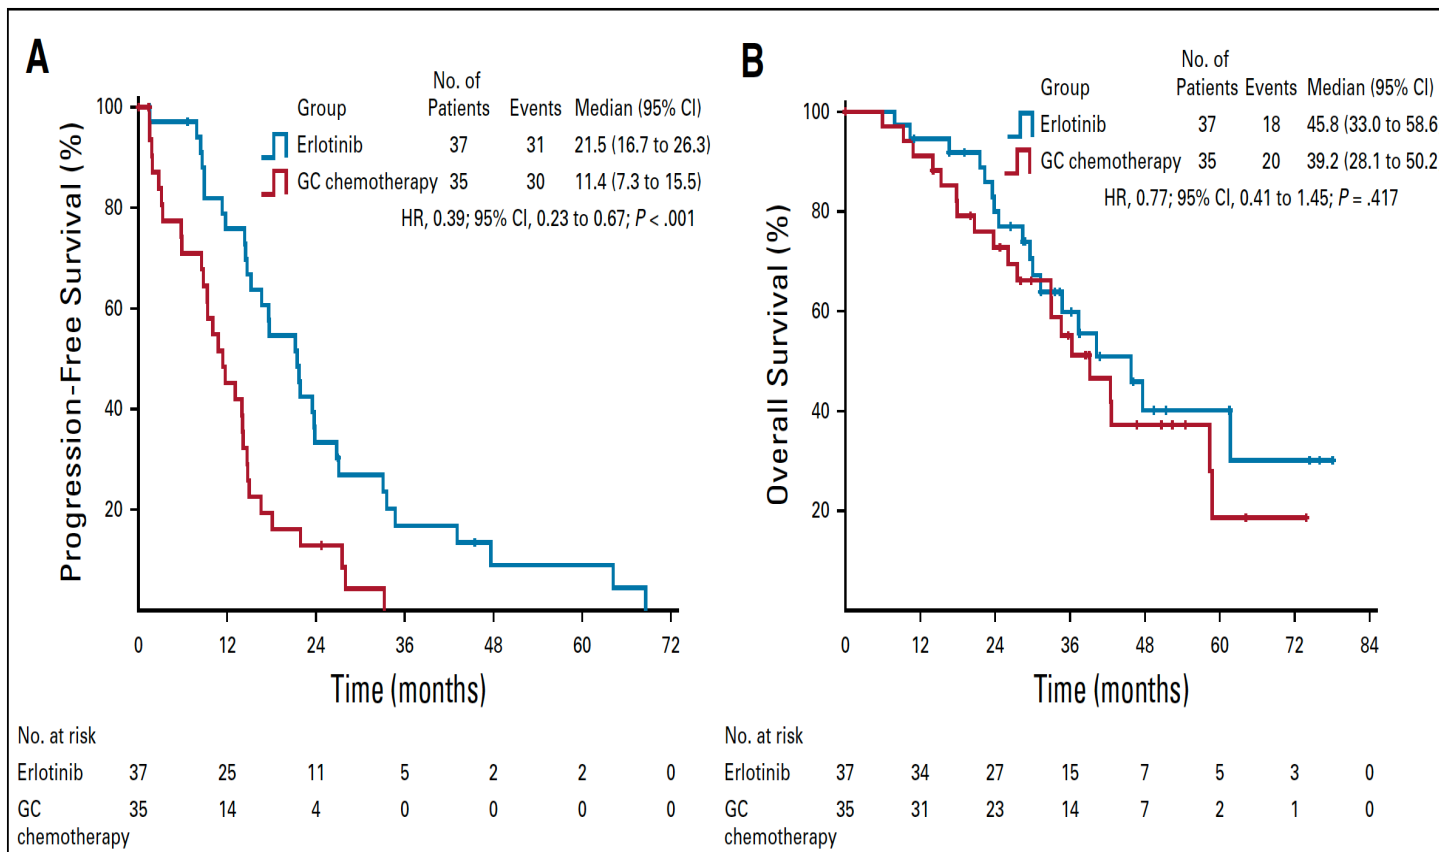 A
No. of
Group Patients Events Median (95% CI)
Erlotinib 37 31 21.5 (16.7 to 26.3)
GC chemotherapy 35 30 11.4 (7.3 to 15.5)
HR, 0.39; 95% CI, 0.23 to 0.67; P < .001
Progression-Free Survival (%)
100
80
60
40
20
0 12 24 36 48 60 72
Time (months)
No. at risk
Erlotinib 37 25 11 5 2 2 0
GC 35 14 4 0 0 0 0
chemotherapy
B
No. of
Group Patients Events Median (95% CI)
Erlotinib 37 18 45.8 (33.0 to 58.6
GC chemotherapy 35 20 39.2 (28.1 to 50.2
HR, 0.77; 95% CI, 0.41 to 1.45; P = .417
Overall Survival (%)
100
80
60
40
20
0 12 24 36 48 60 72 84
Time (months)
No. at risk
Erlotinib 37 34 27 15 7 5 3 0
GC 35 31 23 14 7 2 1 0
chemotherapy